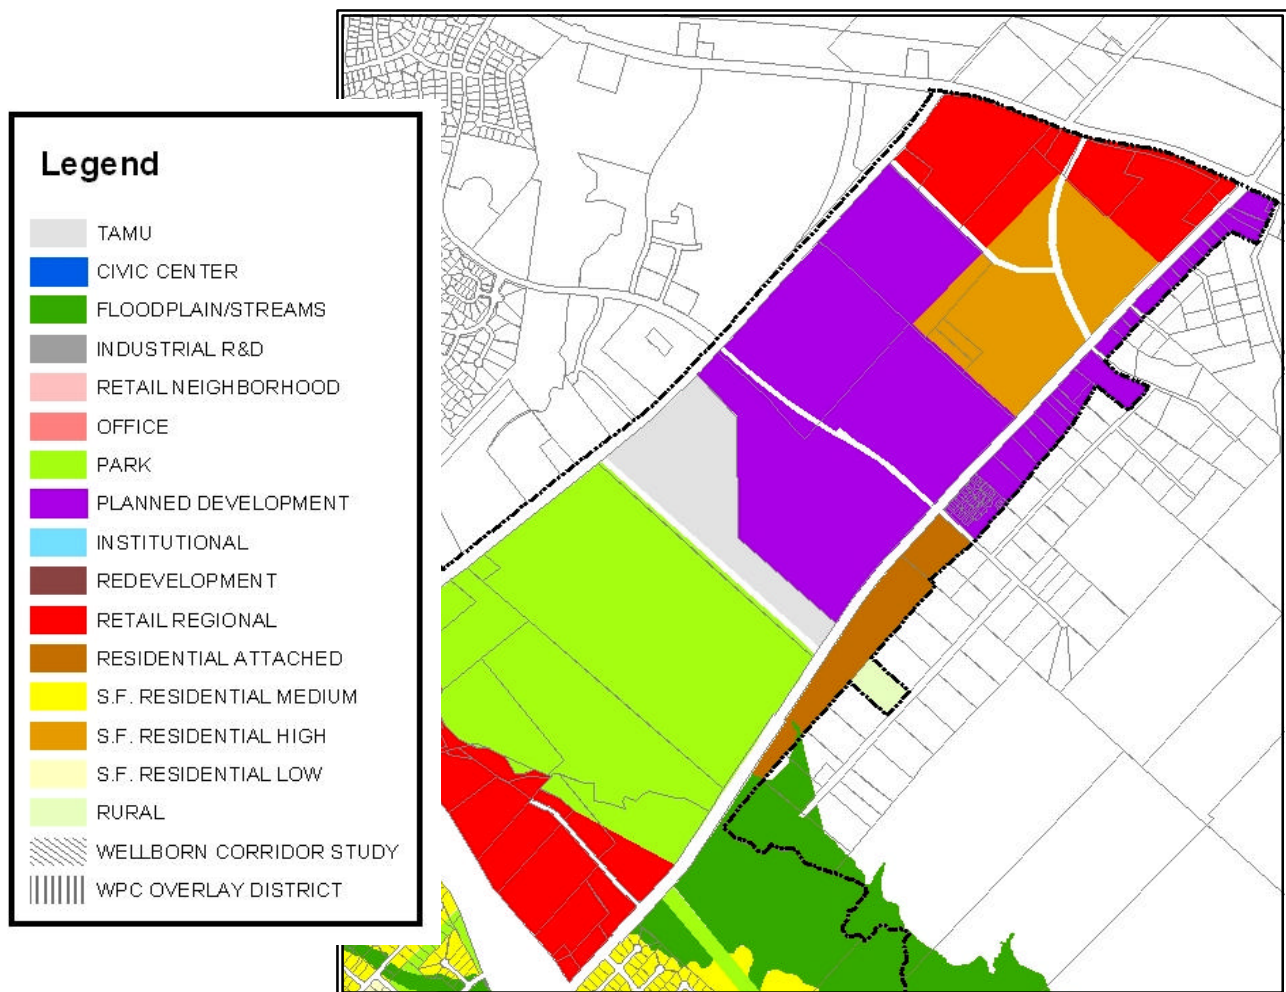 Legend
TAMU
CIVIC CENTER
FLOODPLAIN/STREAMS
INDUSTRIAL R&D
RETAIL NEIGHBORHOOD
OFFICE
PARK
PLANNED DEVELOPMENT
INSTITUTIONAL
REDEVELOPMENT
RETAIL REGIONAL
RESIDENTIAL ATTACHED
S.F. RESIDENTIAL MEDIUM
S.F. RESIDENTIAL HIGH
S.F. RESIDENTIAL LOW
RURAL
WELLBORN CORRIDOR STUDY
WPC OVERLAY DISTRICT